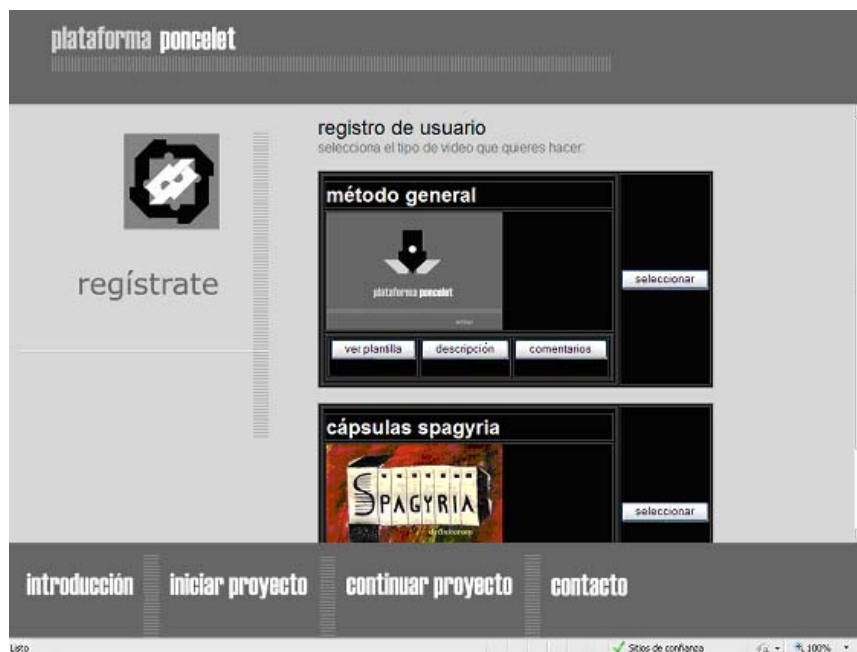 plataforma poncelet
registro de usuario
selecciona el tipo de video que quieres hacer:
regístrate
método general
plataforma poncelet
seleccionar
ver plantilla descripción comentarios
cápsulas spagyria
SPAGYRIA
seleccionar
introducción iniciar proyecto continuar proyecto contacto
Listo Sitios de confianza 100%